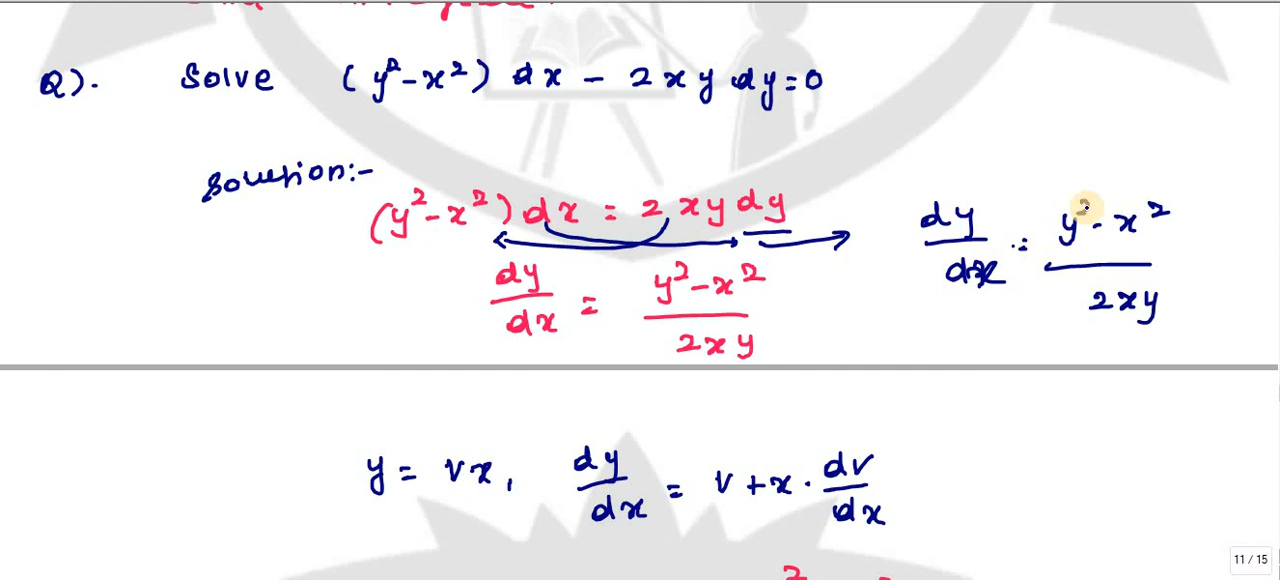 Q). Solve (y² - x²) dx - 2xy dy = 0
Solution:-
(y² - x²) dx = 2xy dy
dy/dx = (y² - x²)/2xy
dy/dx = (y² - x²)/2xy
y = vx, dy/dx = v + x · dv/dx
11 / 15